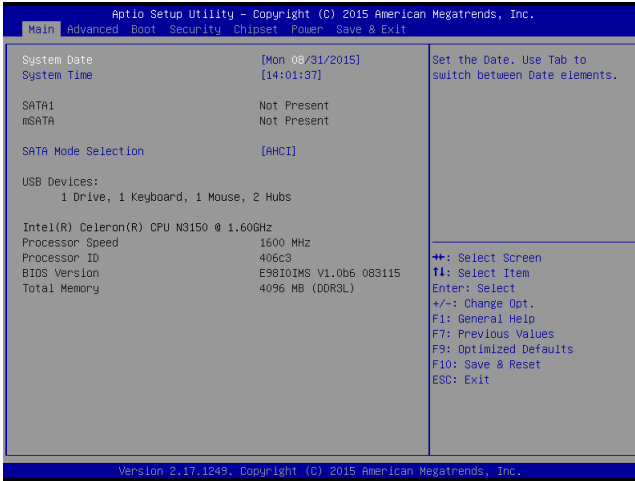 Aptio Setup Utility – Copyright (C) 2015 American Megatrends, Inc.
Main Advanced Boot Security Chipset Power Save & Exit
System Date [Mon 08/31/2015]
System Time [14:01:37]
SATA1 Not Present
mSATA Not Present
SATA Mode Selection [AHCI]
USB Devices:
1 Drive, 1 Keyboard, 1 Mouse, 2 Hubs
Intel(R) Celeron(R) CPU N3150 @ 1.60GHz
Processor Speed 1600 MHz
Processor ID 406c3
BIOS Version E98I0IMS V1.0b6 083115
Total Memory 4096 MB (DDR3L)
Set the Date. Use Tab to
switch between Date elements.
→←: Select Screen
↑↓: Select Item
Enter: Select
+/-: Change Opt.
F1: General Help
F7: Previous Values
F9: Optimized Defaults
F10: Save & Reset
ESC: Exit
Version 2.17.1249. Copyright (C) 2015 American Megatrends, Inc.